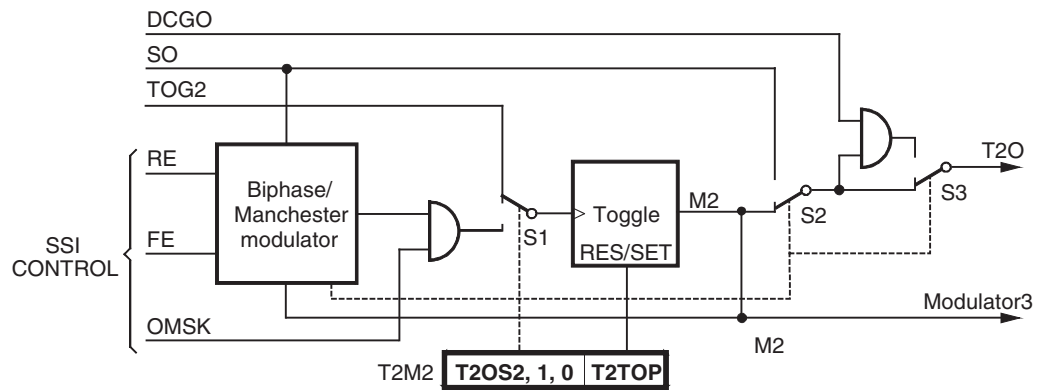 DCGO
SO
TOG2
RE
Biphase/
Manchester
modulator
FE
SSI
CONTROL
OMSK
S1
Toggle
RES/SET
M2
S2
S3
T2O
Modulator3
M2
T2M2
T2OS2, 1, 0
T2TOP